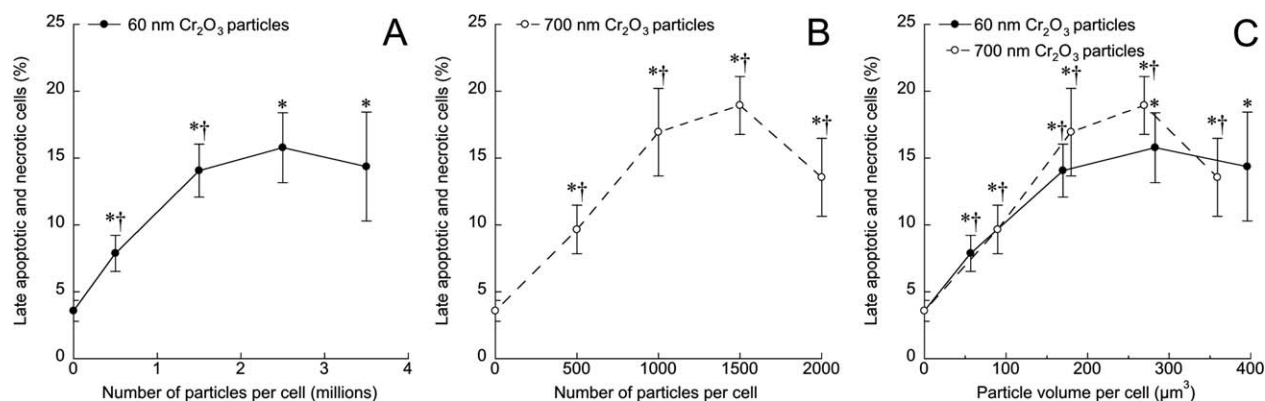 A
60 nm Cr₂O₃ particles
Late apoptotic and necrotic cells (%)
25
20
15
10
5
0
*†
*†
*
*
0 1 2 3 4
Number of particles per cell (millions)
B
700 nm Cr₂O₃ particles
Late apoptotic and necrotic cells (%)
25
20
15
10
5
0
*†
*†
*†
*†
0 500 1000 1500 2000
Number of particles per cell
C
60 nm Cr₂O₃ particles
700 nm Cr₂O₃ particles
Late apoptotic and necrotic cells (%)
25
20
15
10
5
0
*†
*†
*†
*†
*†
*
*†
*
0 100 200 300 400
Particle volume per cell (µm³)